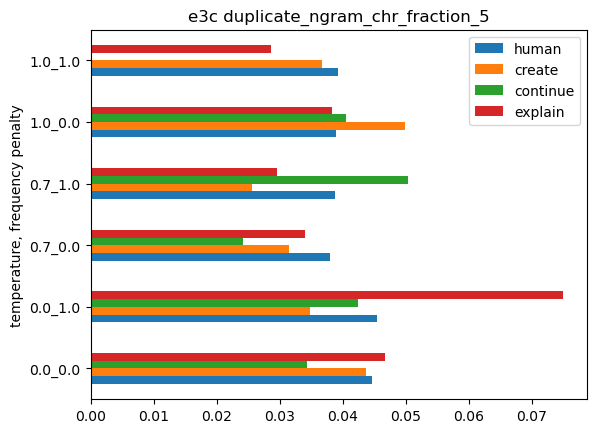 e3c duplicate_ngram_chr_fraction_5
human
create
continue
explain
temperature, frequency penalty
1.0_1.0
1.0_0.0
0.7_1.0
0.7_0.0
0.0_1.0
0.0_0.0
0.00 0.01 0.02 0.03 0.04 0.05 0.06 0.07